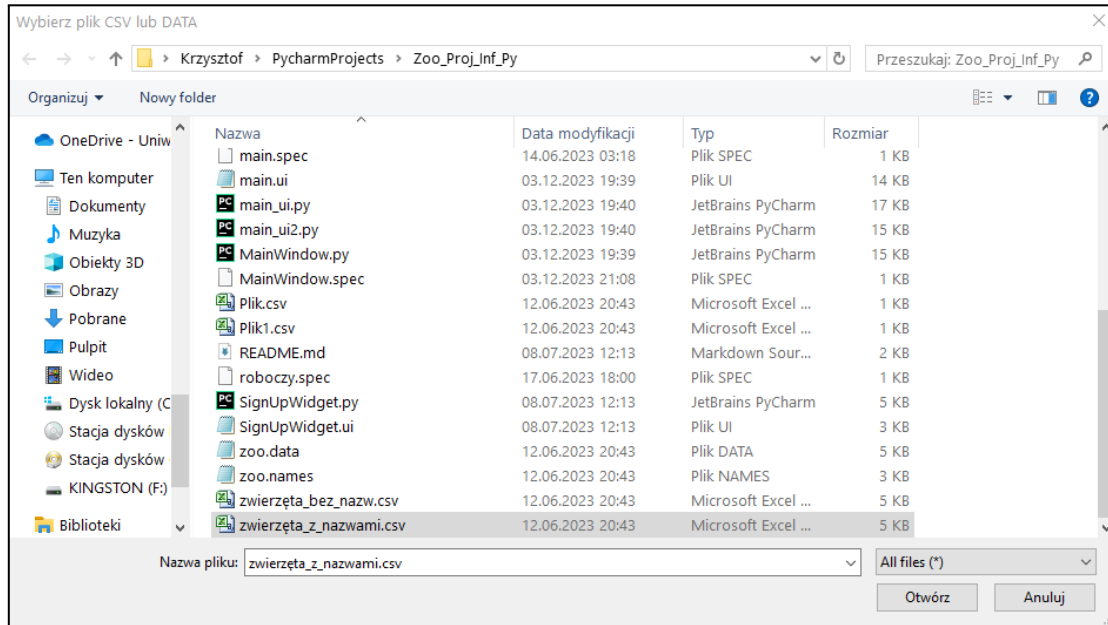 Wybierz plik CSV lub DATA
Krzysztof > PycharmProjects > Zoo_Proj_Inf_Py
Przeszukaj: Zoo_Proj_Inf_Py
Organizuj
Nowy folder
OneDrive - Uniw
Ten komputer
Dokumenty
Muzyka
Obiekty 3D
Obrazy
Pobrane
Pulpit
Wideo
Dysk lokalny (C
Stacja dysków
Stacja dysków
KINGSTON (F:)
Biblioteki
Nazwa Data modyfikacji Typ Rozmiar
main.spec 14.06.2023 03:18 Plik SPEC 1 KB
main.ui 03.12.2023 19:39 Plik UI 14 KB
main_ui.py 03.12.2023 19:40 JetBrains PyCharm 17 KB
main_ui2.py 03.12.2023 19:40 JetBrains PyCharm 15 KB
MainWindow.py 03.12.2023 19:39 JetBrains PyCharm 15 KB
MainWindow.spec 03.12.2023 21:08 Plik SPEC 1 KB
Plik.csv 12.06.2023 20:43 Microsoft Excel ... 1 KB
Plik1.csv 12.06.2023 20:43 Microsoft Excel ... 1 KB
README.md 08.07.2023 12:13 Markdown Sour... 2 KB
roboczy.spec 17.06.2023 18:00 Plik SPEC 1 KB
SignUpWidget.py 08.07.2023 12:13 JetBrains PyCharm 5 KB
SignUpWidget.ui 08.07.2023 12:13 Plik UI 3 KB
zoo.data 12.06.2023 20:43 Plik DATA 5 KB
zoo.names 12.06.2023 20:43 Plik NAMES 3 KB
zwierzęta_bez_nazw.csv 12.06.2023 20:43 Microsoft Excel ... 5 KB
zwierzęta_z_nazwami.csv 12.06.2023 20:43 Microsoft Excel ... 5 KB
Nazwa pliku: zwierzęta_z_nazwami.csv
All files (*)
Otwórz
Anuluj